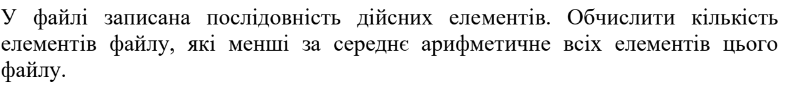 У файлі записана послідовність дійсних елементів. Обчислити кількість
елементів файлу, які менші за середнє арифметичне всіх елементів цього
файлу.